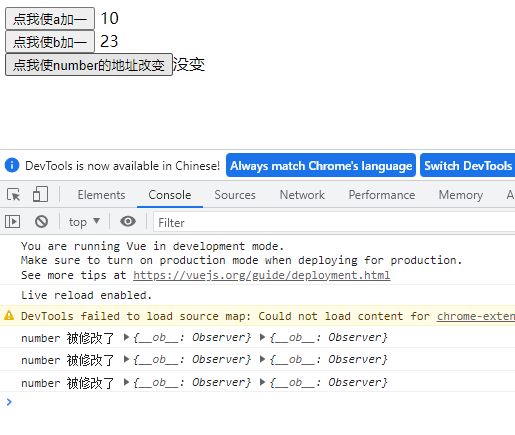 点我使a加一 10
点我使b加一 23
点我使number的地址改变 没变
DevTools is now available in Chinese! Always match Chrome's language Switch DevTools
Elements Console Sources Network Performance Memory A
top Filter
You are running Vue in development mode.
Make sure to turn on production mode when deploying for production.
See more tips at https://vuejs.org/guide/deployment.html
Live reload enabled.
DevTools failed to load source map: Could not load content for chrome-exten
number 被修改了 {__ob__: Observer} {__ob__: Observer}
number 被修改了 {__ob__: Observer} {__ob__: Observer}
number 被修改了 {__ob__: Observer} {__ob__: Observer}